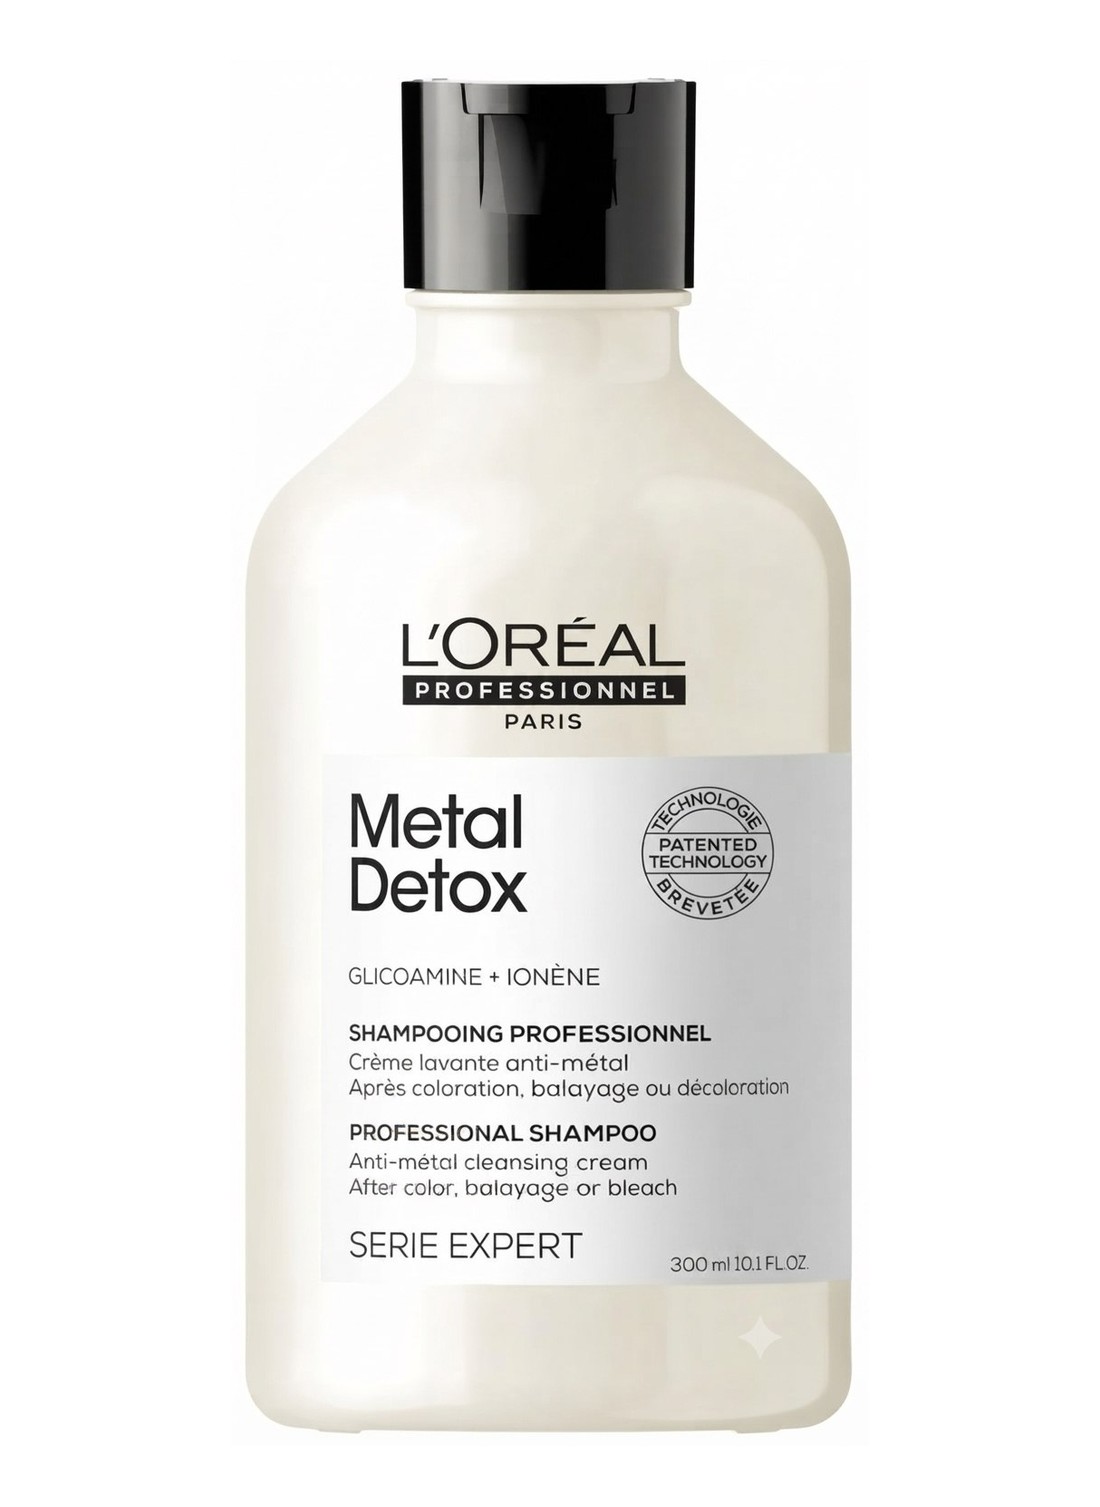 L'ORÉAL
PROFESSIONNEL
PARIS
Metal
Detox
TECHNOLOGIE
PATENTED
TECHNOLOGY
BREVETÉE
GLICOAMINE + IONÈNE
SHAMPOOING PROFESSIONNEL
Crème lavante anti-métal
Après coloration, balayage ou décoloration
PROFESSIONAL SHAMPOO
Anti-métal cleansing cream
After color, balayage or bleach
SERIE EXPERT
300 ml 10.1 FL.OZ.